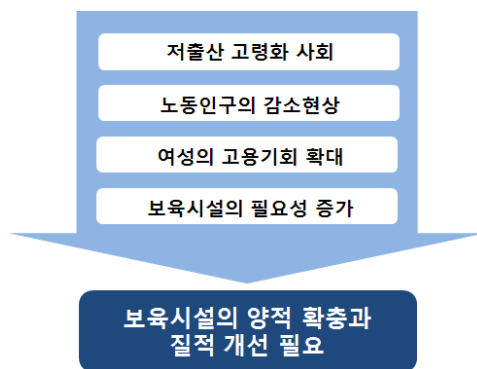 저출산 고령화 사회
노동인구의 감소현상
여성의 고용기회 확대
보육시설의 필요성 증가
보육시설의 양적 확충과
질적 개선 필요